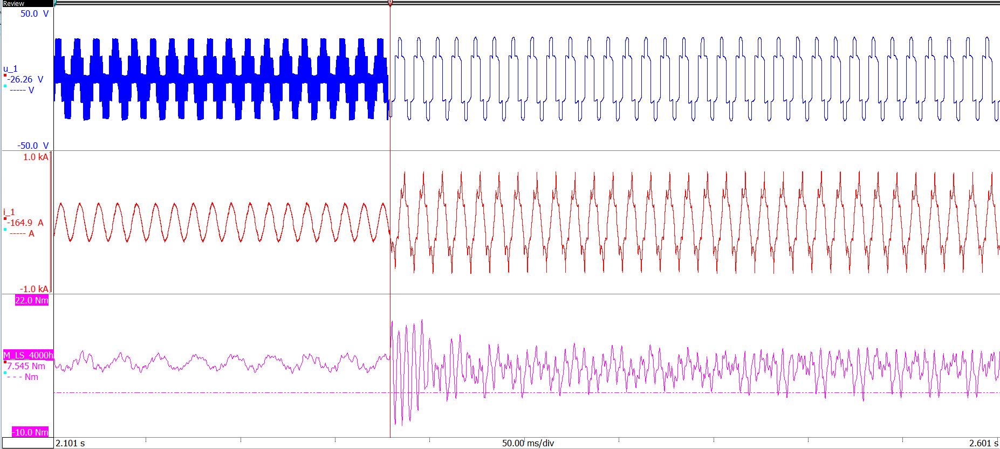 Review
50.0 V
u_1
-26.26 V
----- V
-50.0 V
1.0 kA
i_1
-164.9 A
----- A
-1.0 kA
22.0 Nm
M_LS_4000h
7.545 Nm
- - - Nm
-10.0 Nm
2.101 s
50.00 ms/div
2.601 s